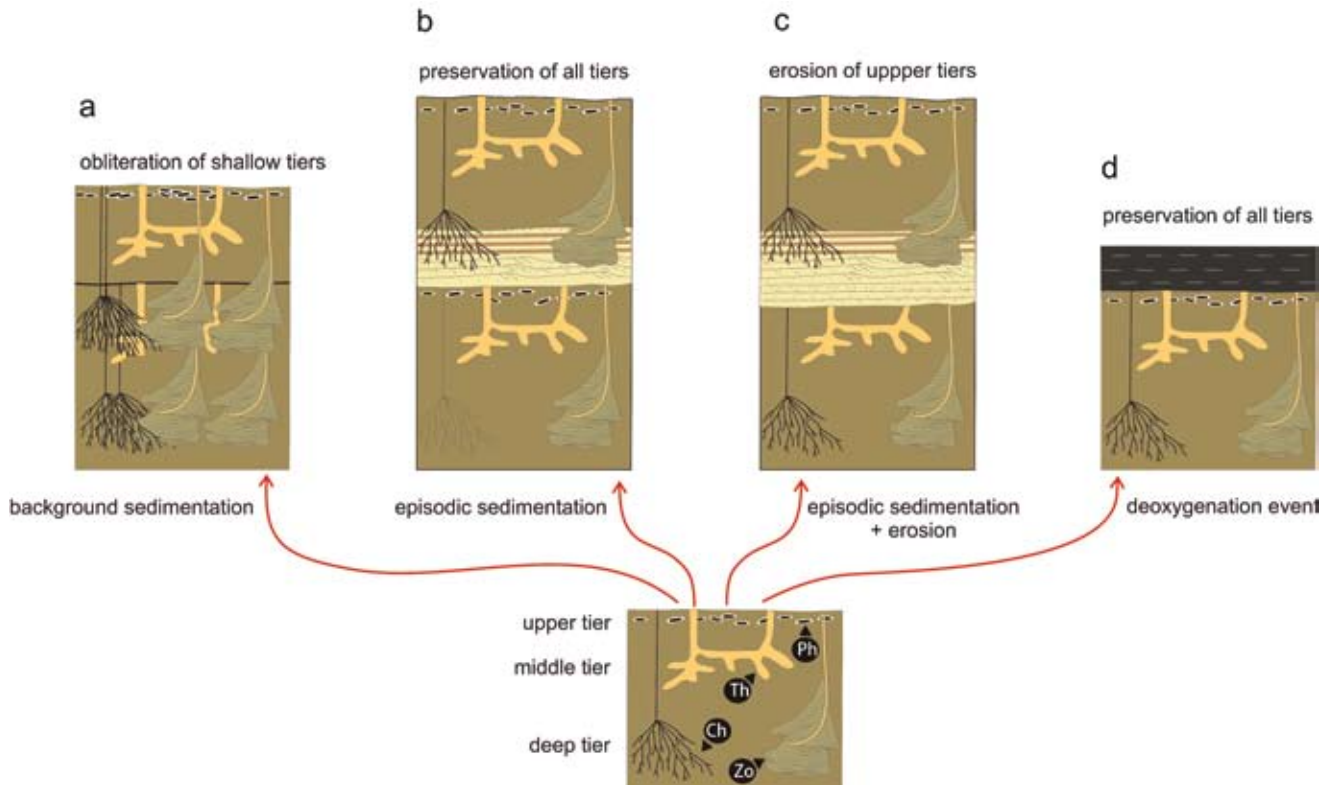 a
obliteration of shallow tiers
background sedimentation
b
preservation of all tiers
episodic sedimentation
c
erosion of uppper tiers
episodic sedimentation
+ erosion
d
preservation of all tiers
deoxygenation event
upper tier
middle tier
deep tier
Ph
Th
Ch
Zo